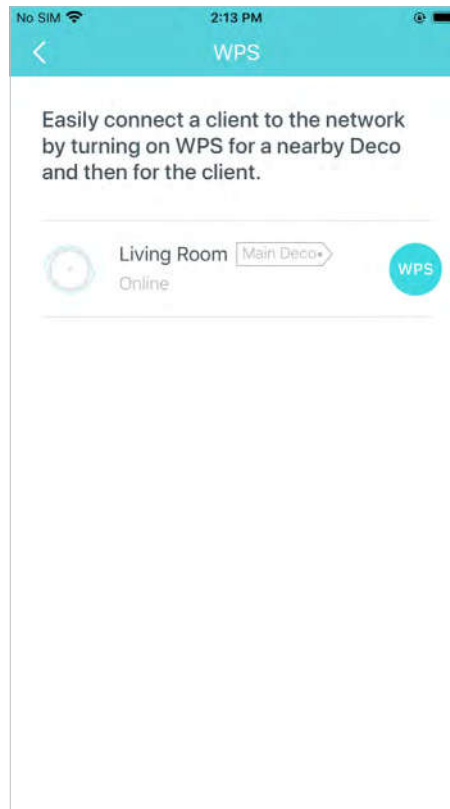 No SIM 2:13 PM
WPS
Easily connect a client to the network
by turning on WPS for a nearby Deco
and then for the client.
Living Room Main Deco
Online
WPS